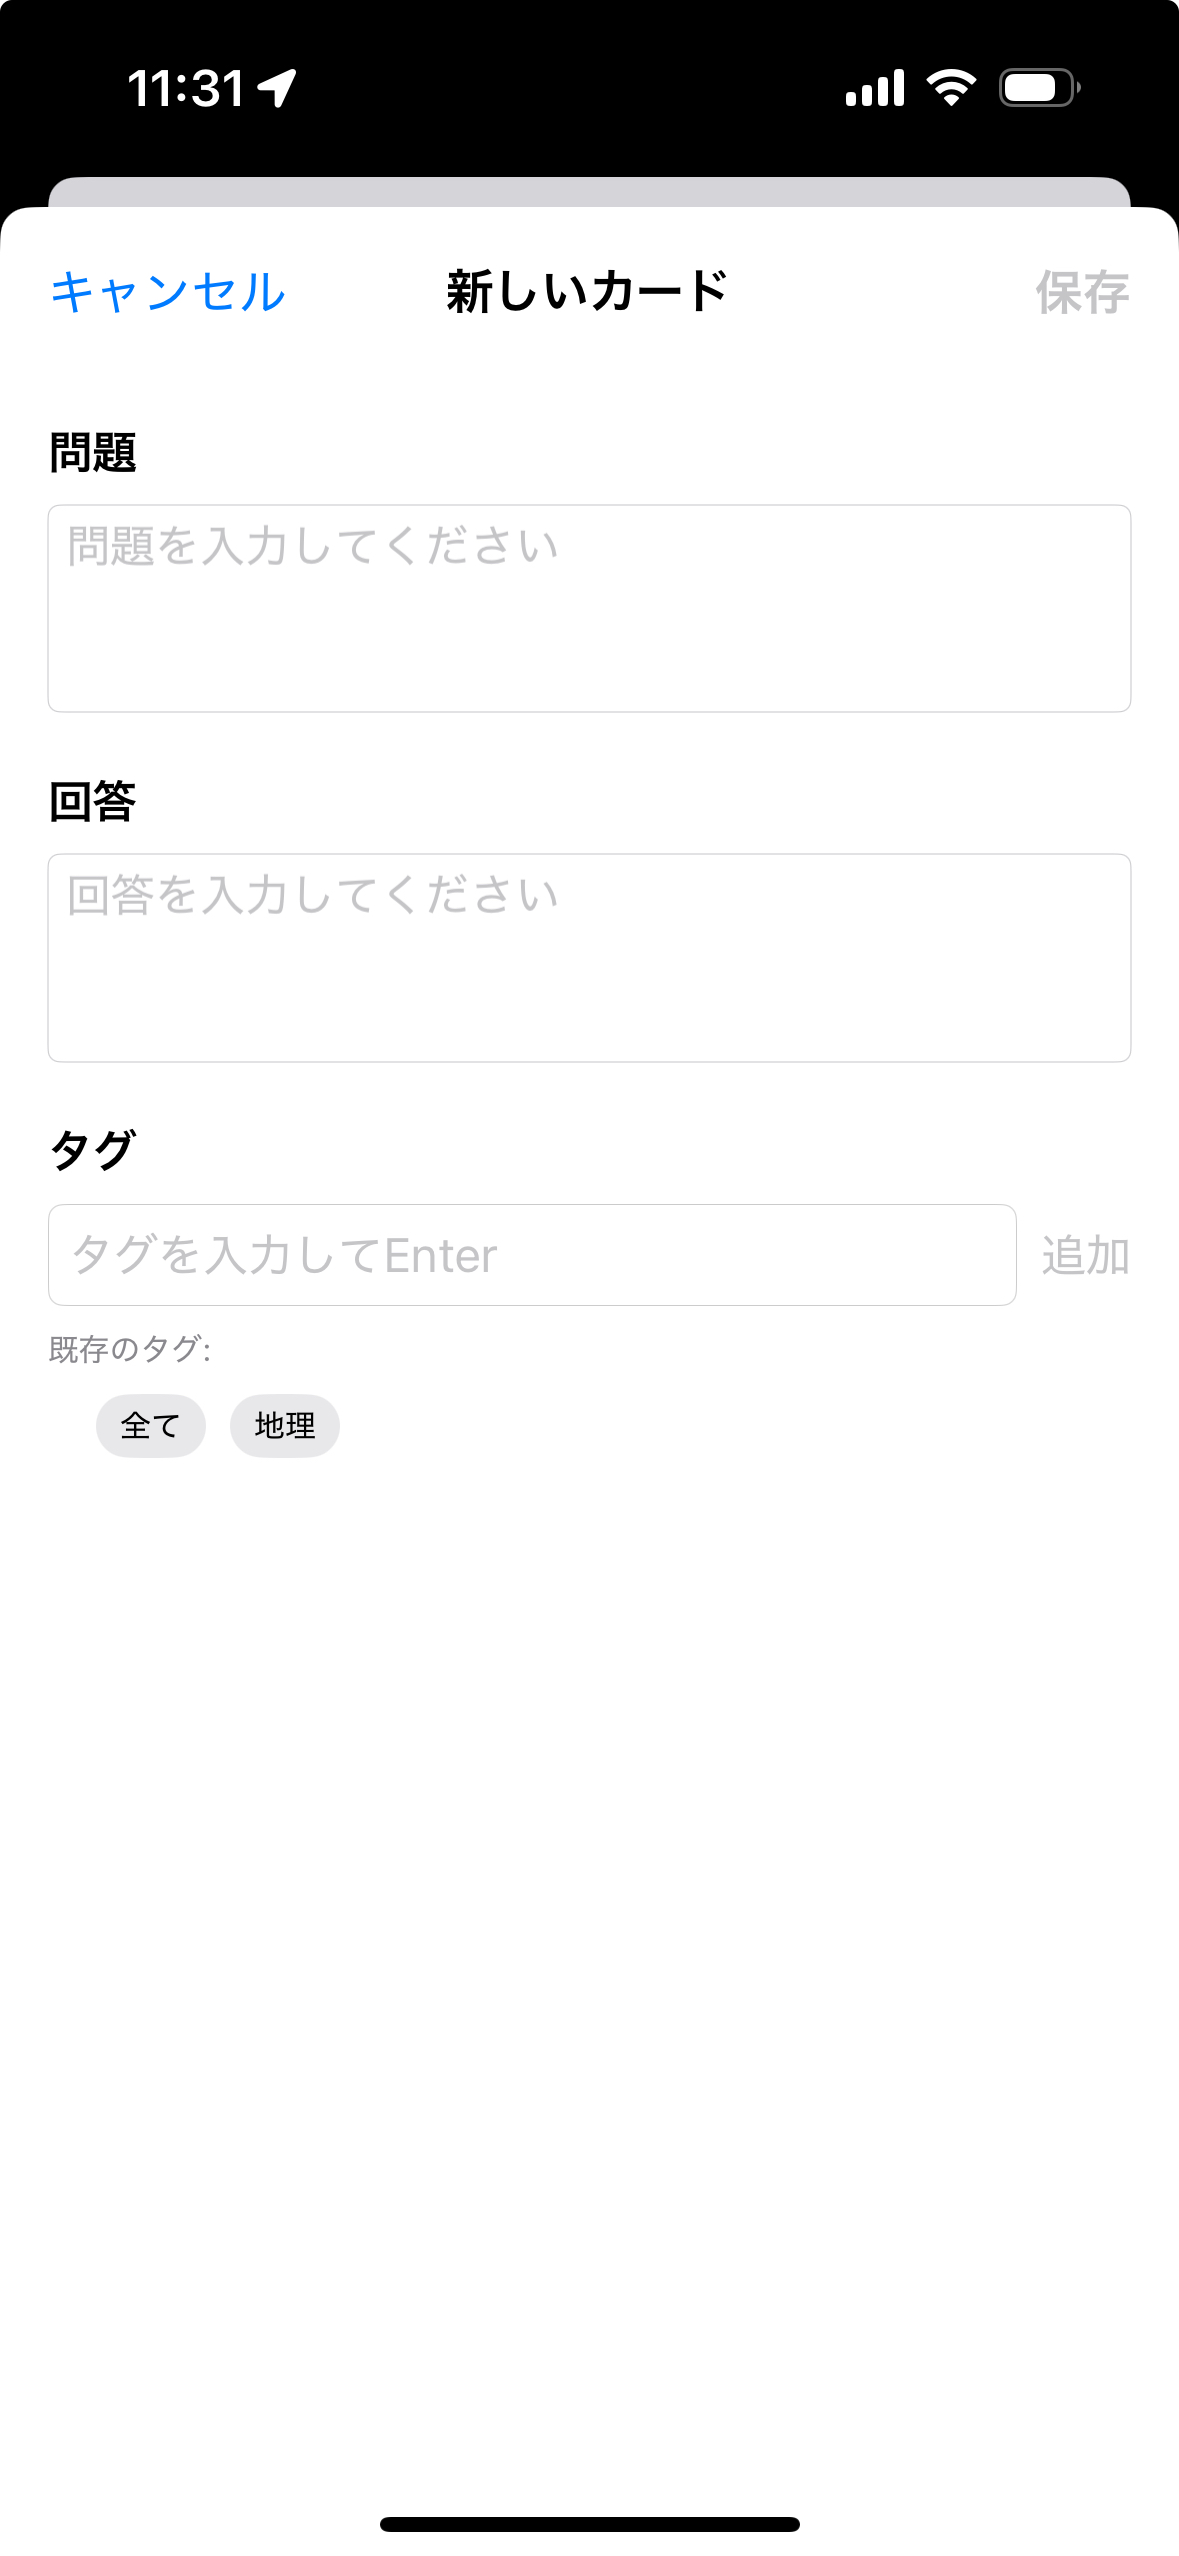 11:31
キャンセル 新しいカード 保存
問題
問題を入力してください
回答
回答を入力してください
タグ
タグを入力してEnter 追加
既存のタグ:
全て 地理